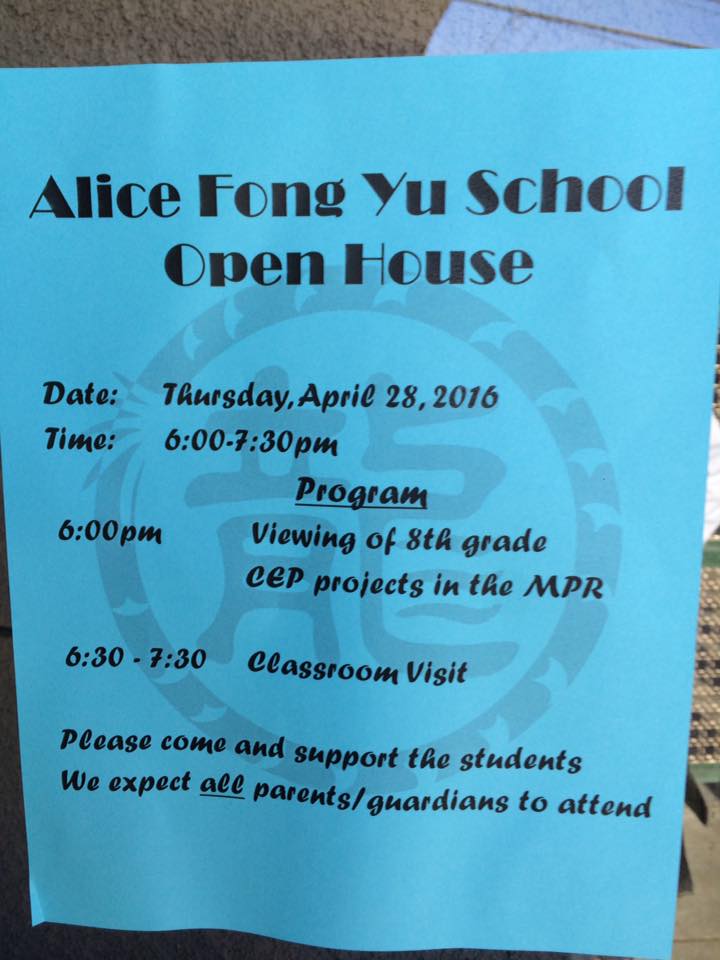 Alice Fong Yu School
Open House
Date: Thursday, April 28, 2016
Time: 6:00-7:30pm
Program
6:00pm Viewing of 8th grade
CEP projects in the MPR
6:30 - 7:30 Classroom Visit
Please come and support the students
We expect all parents/guardians to attend
龍